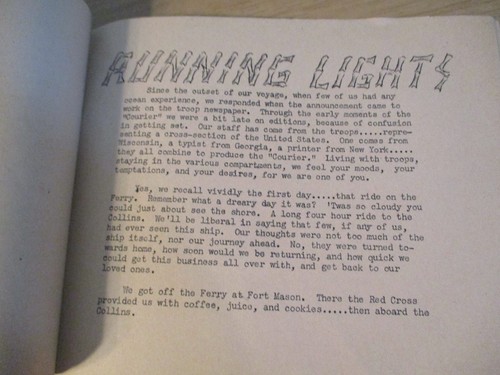 RUNNING LIGHTS
Since the outset of our voyage, when few of us had any
ocean experience, we responded when the announcement came to
work on the troop newspaper. Through the early moments of the
"Courier" we were a bit late on editions, because of confusion
in getting set. Our staff has come from the troops.....repre-
senting a cross-section of the United States. One comes from
Wisconsin, a typist from Georgia, a printer from New York.....
they all combine to produce the "Courier." Living with troops,
staying in the various compartments, we feel your moods, your
temptations, and your desires, for we are one of you.
Yes, we recall vividly the first day.....that ride on the
Ferry. Remember what a dreary day it was? 'Twas so cloudy you
could just about see the shore. A long four hour ride to the
Collins. We'll be liberal in saying that few, if any of us,
had ever seen this ship. Our thoughts were not too much of the
ship itself, nor our journey ahead. No, they were turned to-
wards home, how soon would we be returning, and how quick we
could get this business all over with, and get back to our
loved ones.
We got off the Ferry at Fort Mason. There the Red Cross
provided us with coffee, juice, and cookies.....then aboard the
Collins.